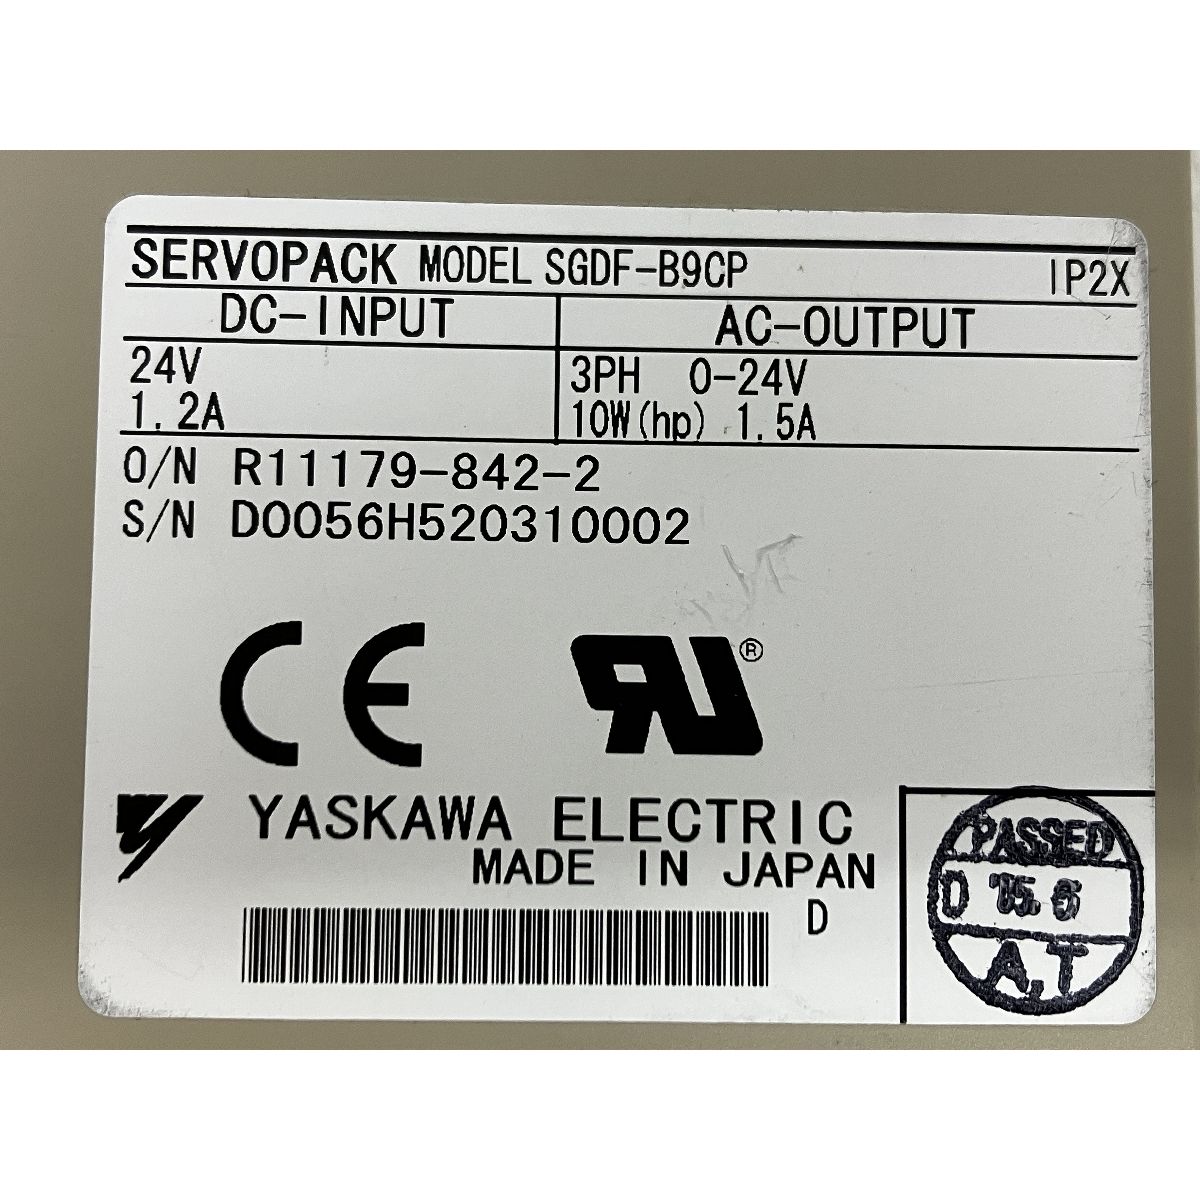 SERVOPACK MODEL SGDF-B9CP IP2X
DC-INPUT AC-OUTPUT
24V 3PH 0-24V
1.2A 10W(hp) 1.5A
O/N R11179-842-2
S/N D0056H520310002
CE
RU®
YASKAWA ELECTRIC
MADE IN JAPAN
D
PASSED
D '05.6
A,T